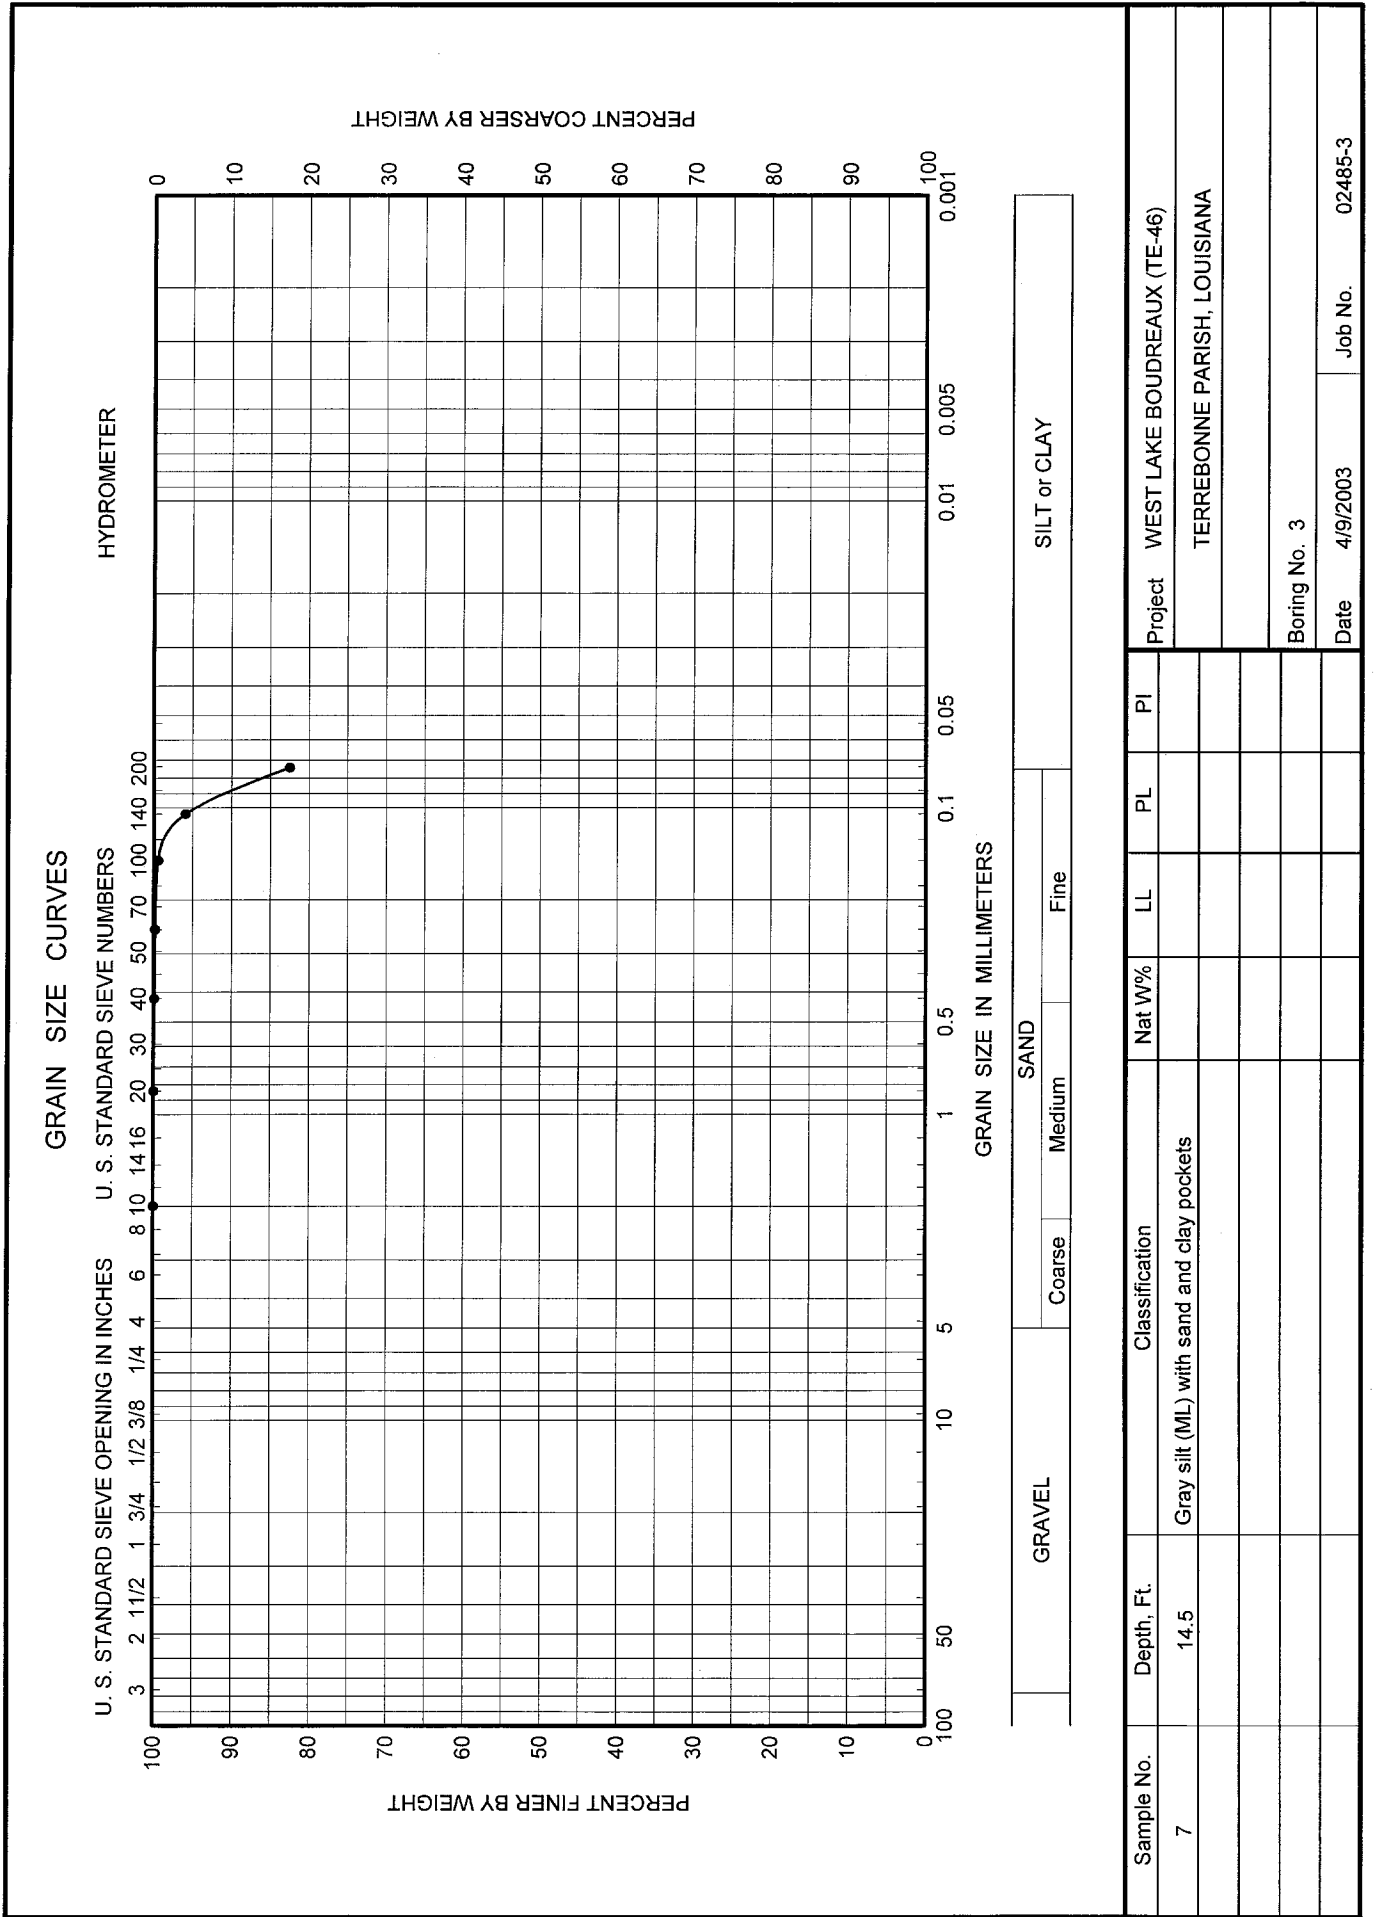 GRAIN SIZE CURVES
U. S. STANDARD SIEVE OPENING IN INCHES U. S. STANDARD SIEVE NUMBERS HYDROMETER
3 2 1 1/2 1 3/4 1/2 3/8 1/4 4 6 8 10 14 16 20 30 40 50 70 100 140 200
100 0
90 10
80 20
70 30
60 40
50 50
40 60
30 70
20 80
10 90
0 100
PERCENT FINER BY WEIGHT
PERCENT COARSER BY WEIGHT
100 50 10 5 1 0.5 0.1 0.05 0.01 0.005 0.001
GRAIN SIZE IN MILLIMETERS
GRAVEL SAND SILT or CLAY
Coarse Medium Fine
Sample No. Depth, Ft. Classification Nat W% LL PL PI
7 14.5 Gray silt (ML) with sand and clay pockets
Project WEST LAKE BOUDREAUX (TE-46)
TERREBONNE PARISH, LOUISIANA
Boring No. 3
Date 4/9/2003 Job No. 02485-3